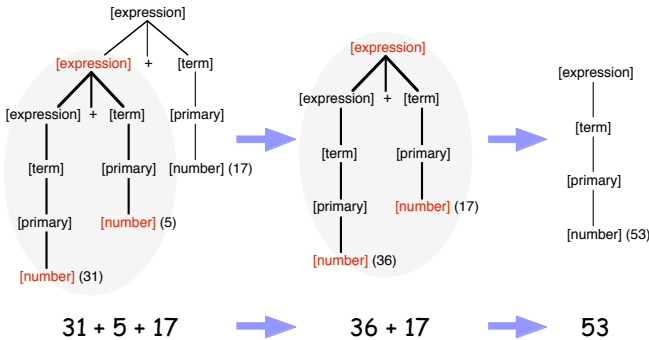 [expression]
[expression] + [term]
[expression] + [term] [primary]
[term] [primary] [number] (17)
[primary] [number] (5)
[number] (31)
[expression]
[expression] + [term]
[term] [primary]
[primary] [number] (17)
[number] (36)
[expression]
[term]
[primary]
[number] (53)
31 + 5 + 17 36 + 17 53